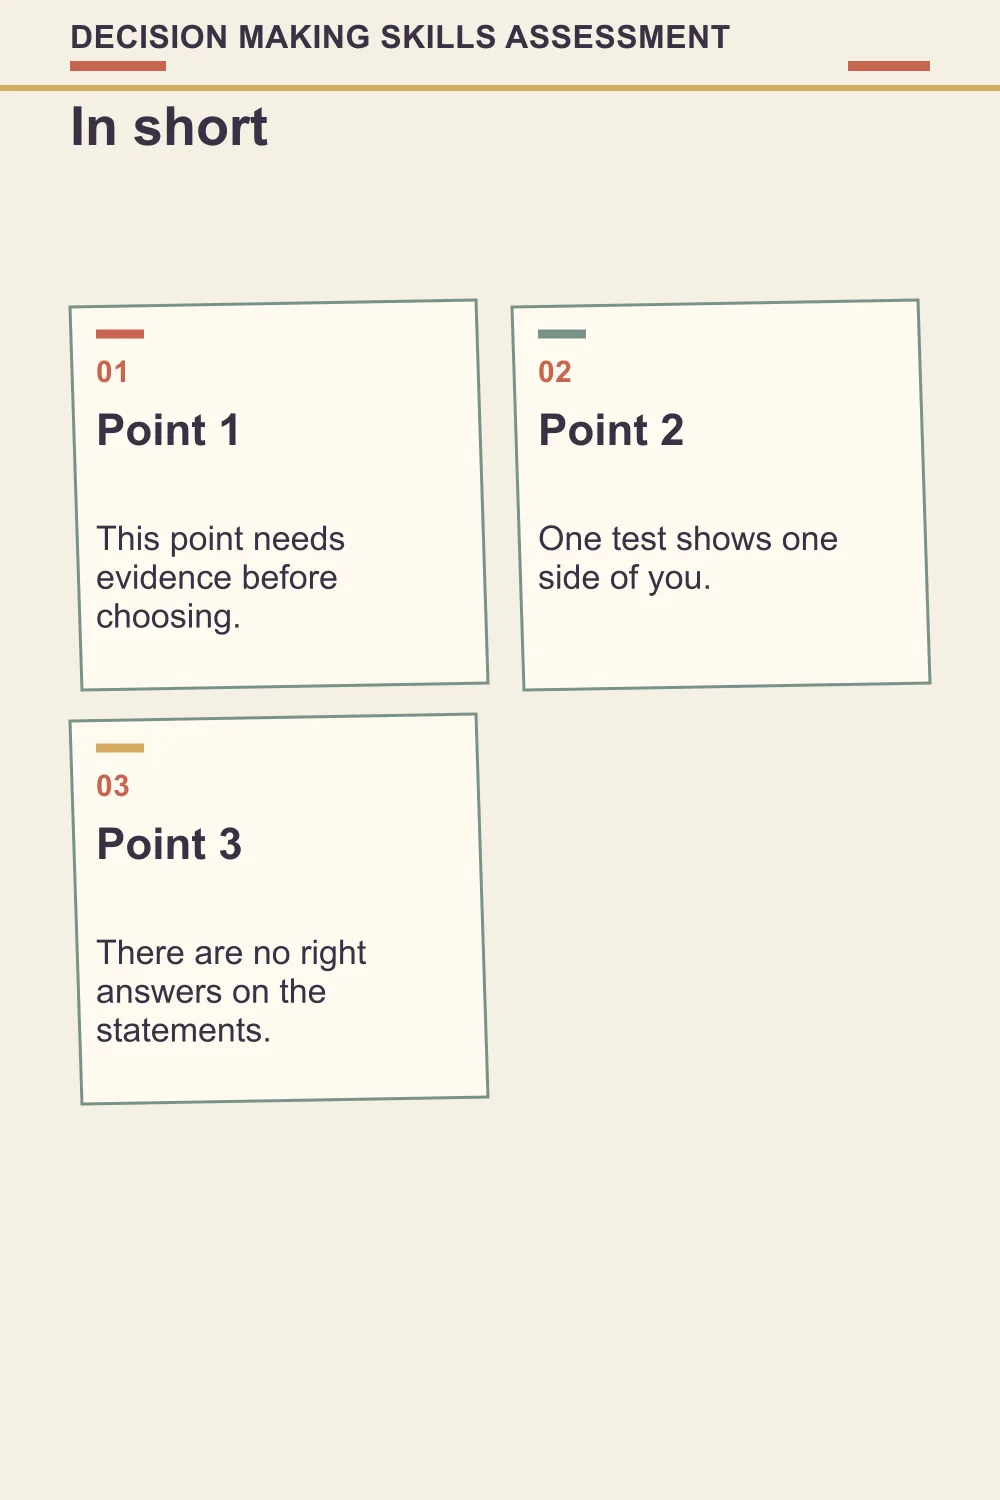 DECISION MAKING SKILLS ASSESSMENT
In short
01
Point 1
This point needs
evidence before
choosing.
02
Point 2
One test shows one
side of you.
03
Point 3
There are no right
answers on the
statements.